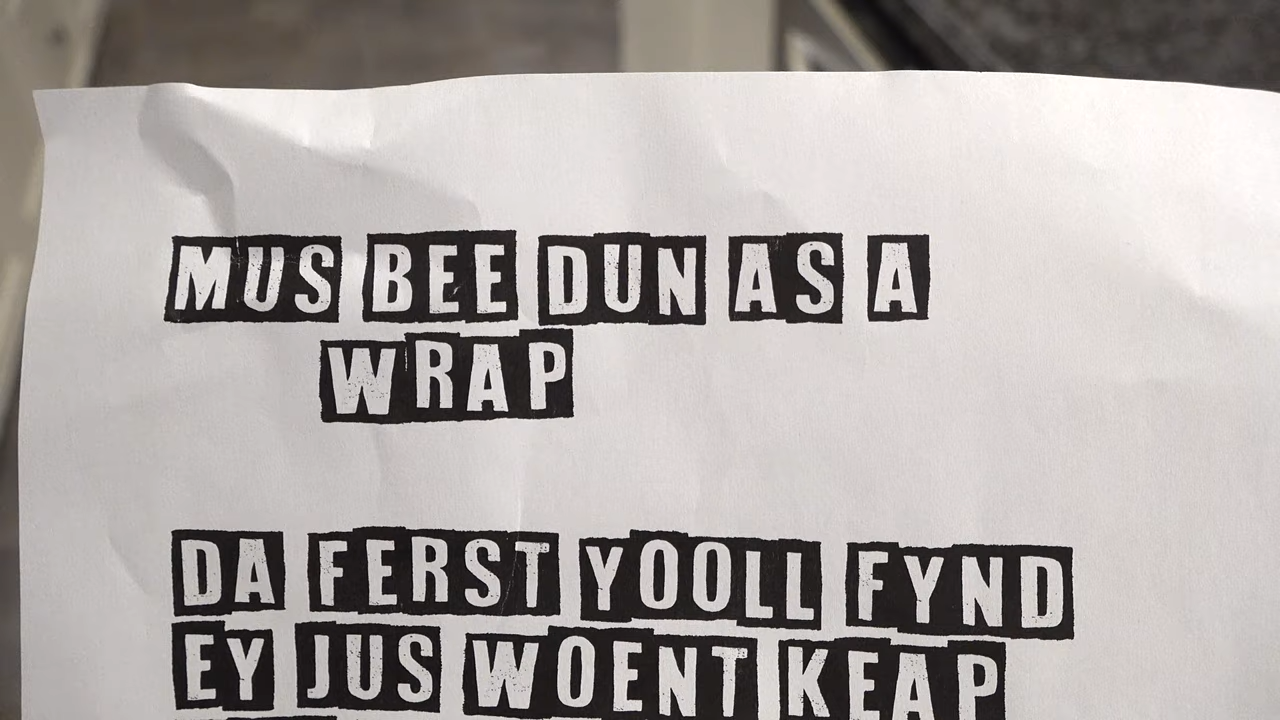 MUS BEE DUN AS A
WRAP
DA FERST YOOLL FYND
EY JUS WOENT KEAP